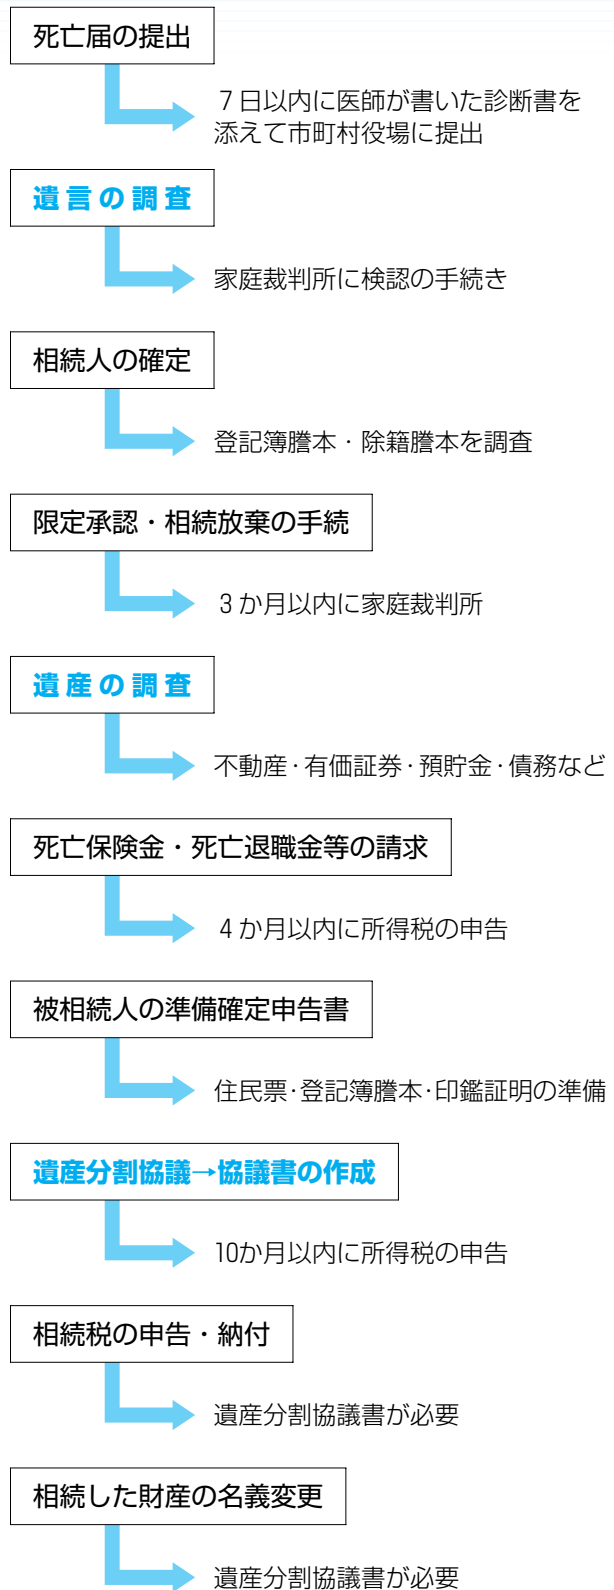 死亡届の提出
7日以内に医師が書いた診断書を
添えて市町村役場に提出
遺言の調査
家庭裁判所に検認の手続き
相続人の確定
登記簿謄本・除籍謄本を調査
限定承認・相続放棄の手続
3か月以内に家庭裁判所
遺産の調査
不動産・有価証券・預貯金・債務など
死亡保険金・死亡退職金等の請求
4か月以内に所得税の申告
被相続人の準備確定申告書
住民票・登記簿謄本・印鑑証明の準備
遺産分割協議→協議書の作成
10か月以内に所得税の申告
相続税の申告・納付
遺産分割協議書が必要
相続した財産の名義変更
遺産分割協議書が必要